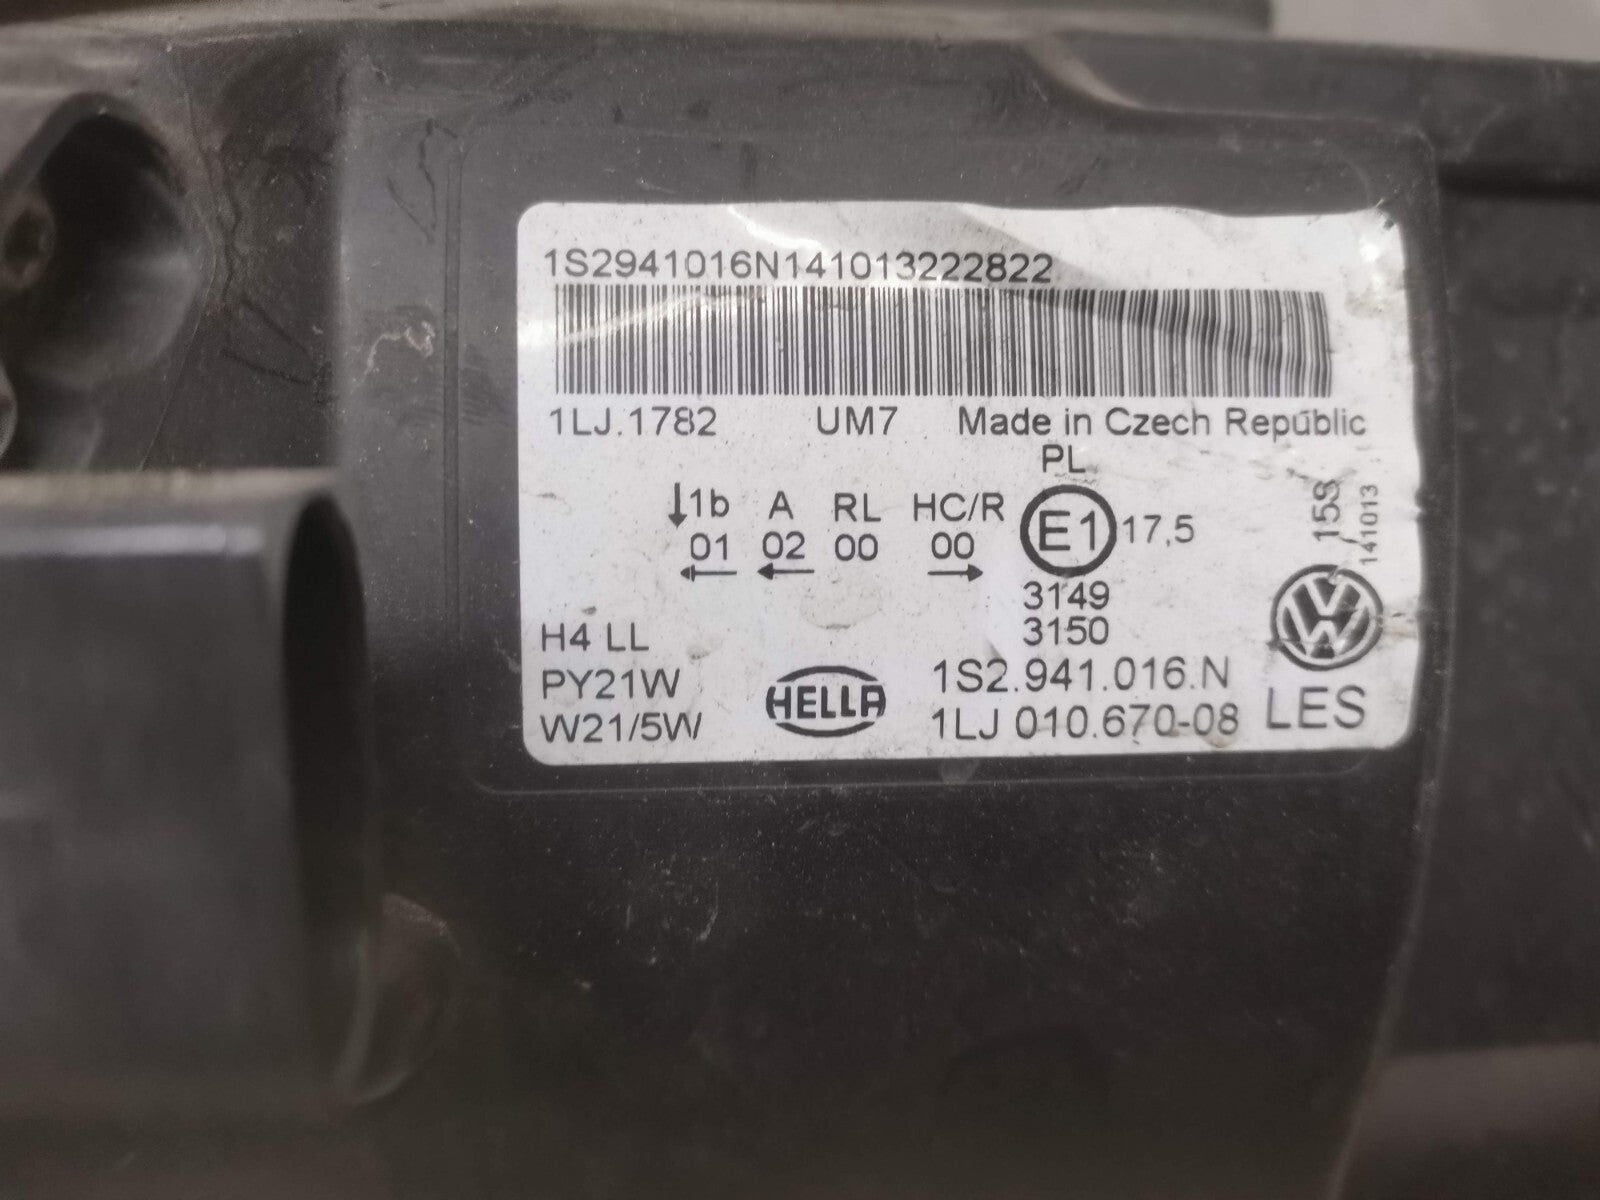 1S2941016N141013222822
1LJ.1782 UM7 Made in Czech Republic
PL
↓1b A RL HC/R E1 17,5
01 02 00 00
← ← →
3149
3150
15S
141013
H4 LL
PY21W
W21/5W
HELLA
1S2.941.016.N
1LJ 010.670-08
VW
LES